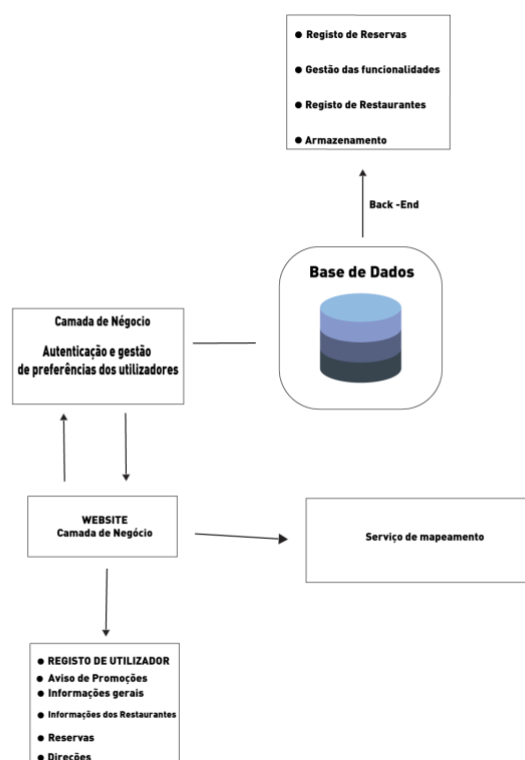 ● Registo de Reservas
● Gestão das funcionalidades
● Registo de Restaurantes
● Armazenamento
Back -End
Base de Dados
Camada de Négocio
Autenticação e gestão
de preferências dos utilizadores
WEBSITE
Camada de Negócio
Serviço de mapeamento
● REGISTO DE UTILIZADOR
● Aviso de Promoções
● Informações gerais
● Informações dos Restaurantes
● Reservas
● Direções